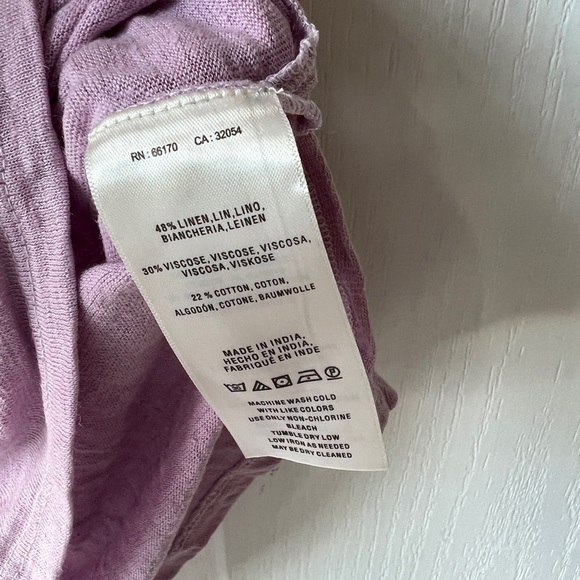 RN : 66170 CA : 32054
48% LINEN, LIN, LINO,
BIANCHERIA, LEINEN
30% VISCOSE, VISCOSE, VISCOSA,
VISCOSA, VISKOSE
22 % COTTON, COTON,
ALGODÓN, COTONE, BAUMWOLLE
MADE IN INDIA,
HECHO EN INDIA,
FABRIQUÉ EN INDE
MACHINE WASH COLD
WITH LIKE COLORS
USE ONLY NON-CHLORINE
BLEACH
TUMBLE DRY LOW
LOW IRON AS NEEDED
MAY BE DRY CLEANED